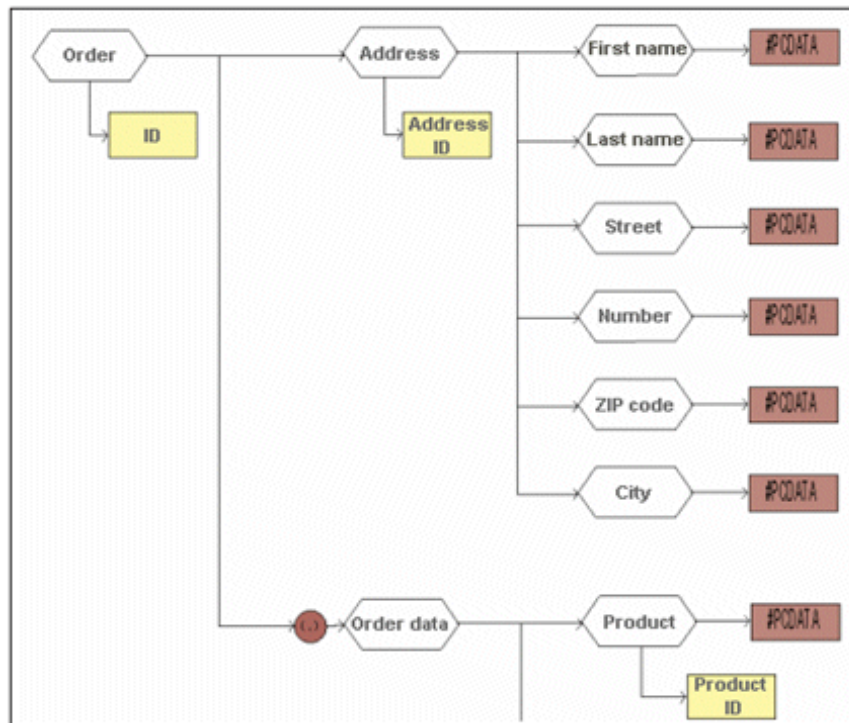 Order
Address
First name
#PCDATA
ID
Address
ID
Last name
#PCDATA
Street
#PCDATA
Number
#PCDATA
ZIP code
#PCDATA
City
#PCDATA
Order data
Product
#PCDATA
Product
ID